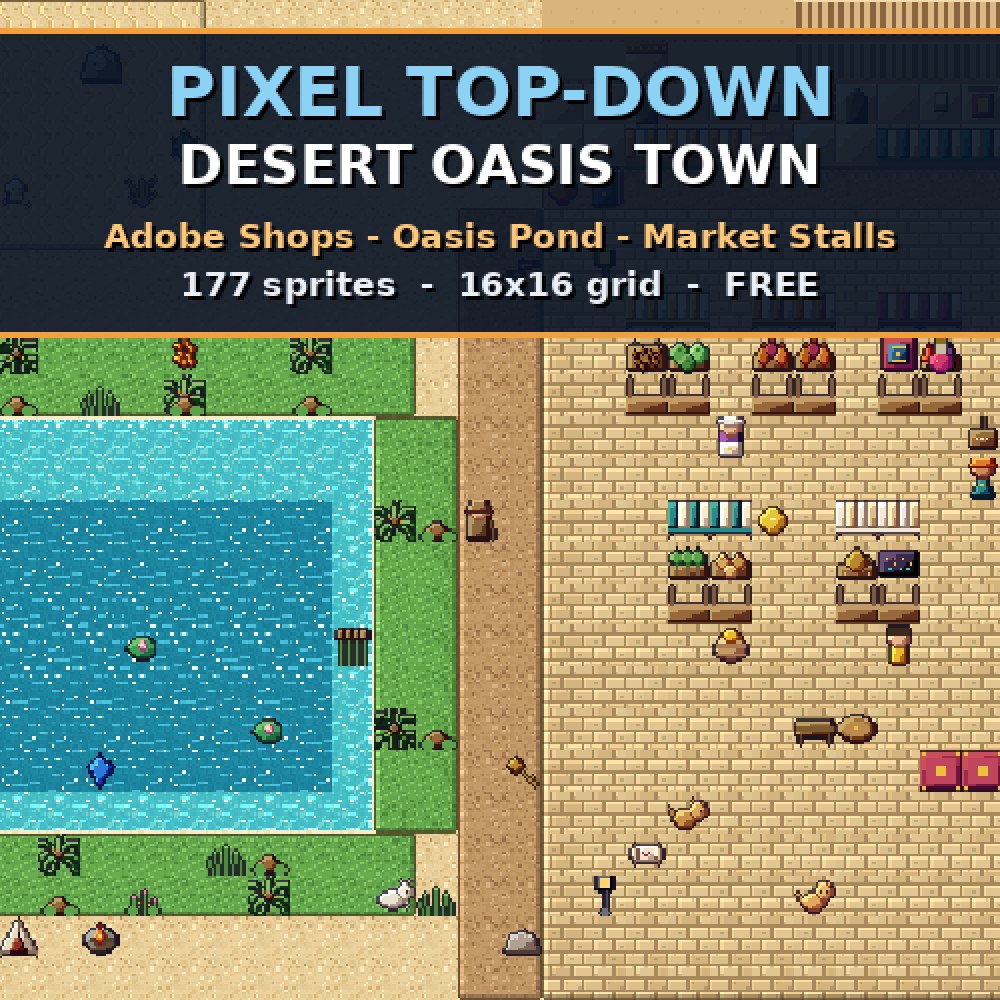 PIXEL TOP-DOWN
DESERT OASIS TOWN
Adobe Shops - Oasis Pond - Market Stalls
177 sprites - 16x16 grid - FREE